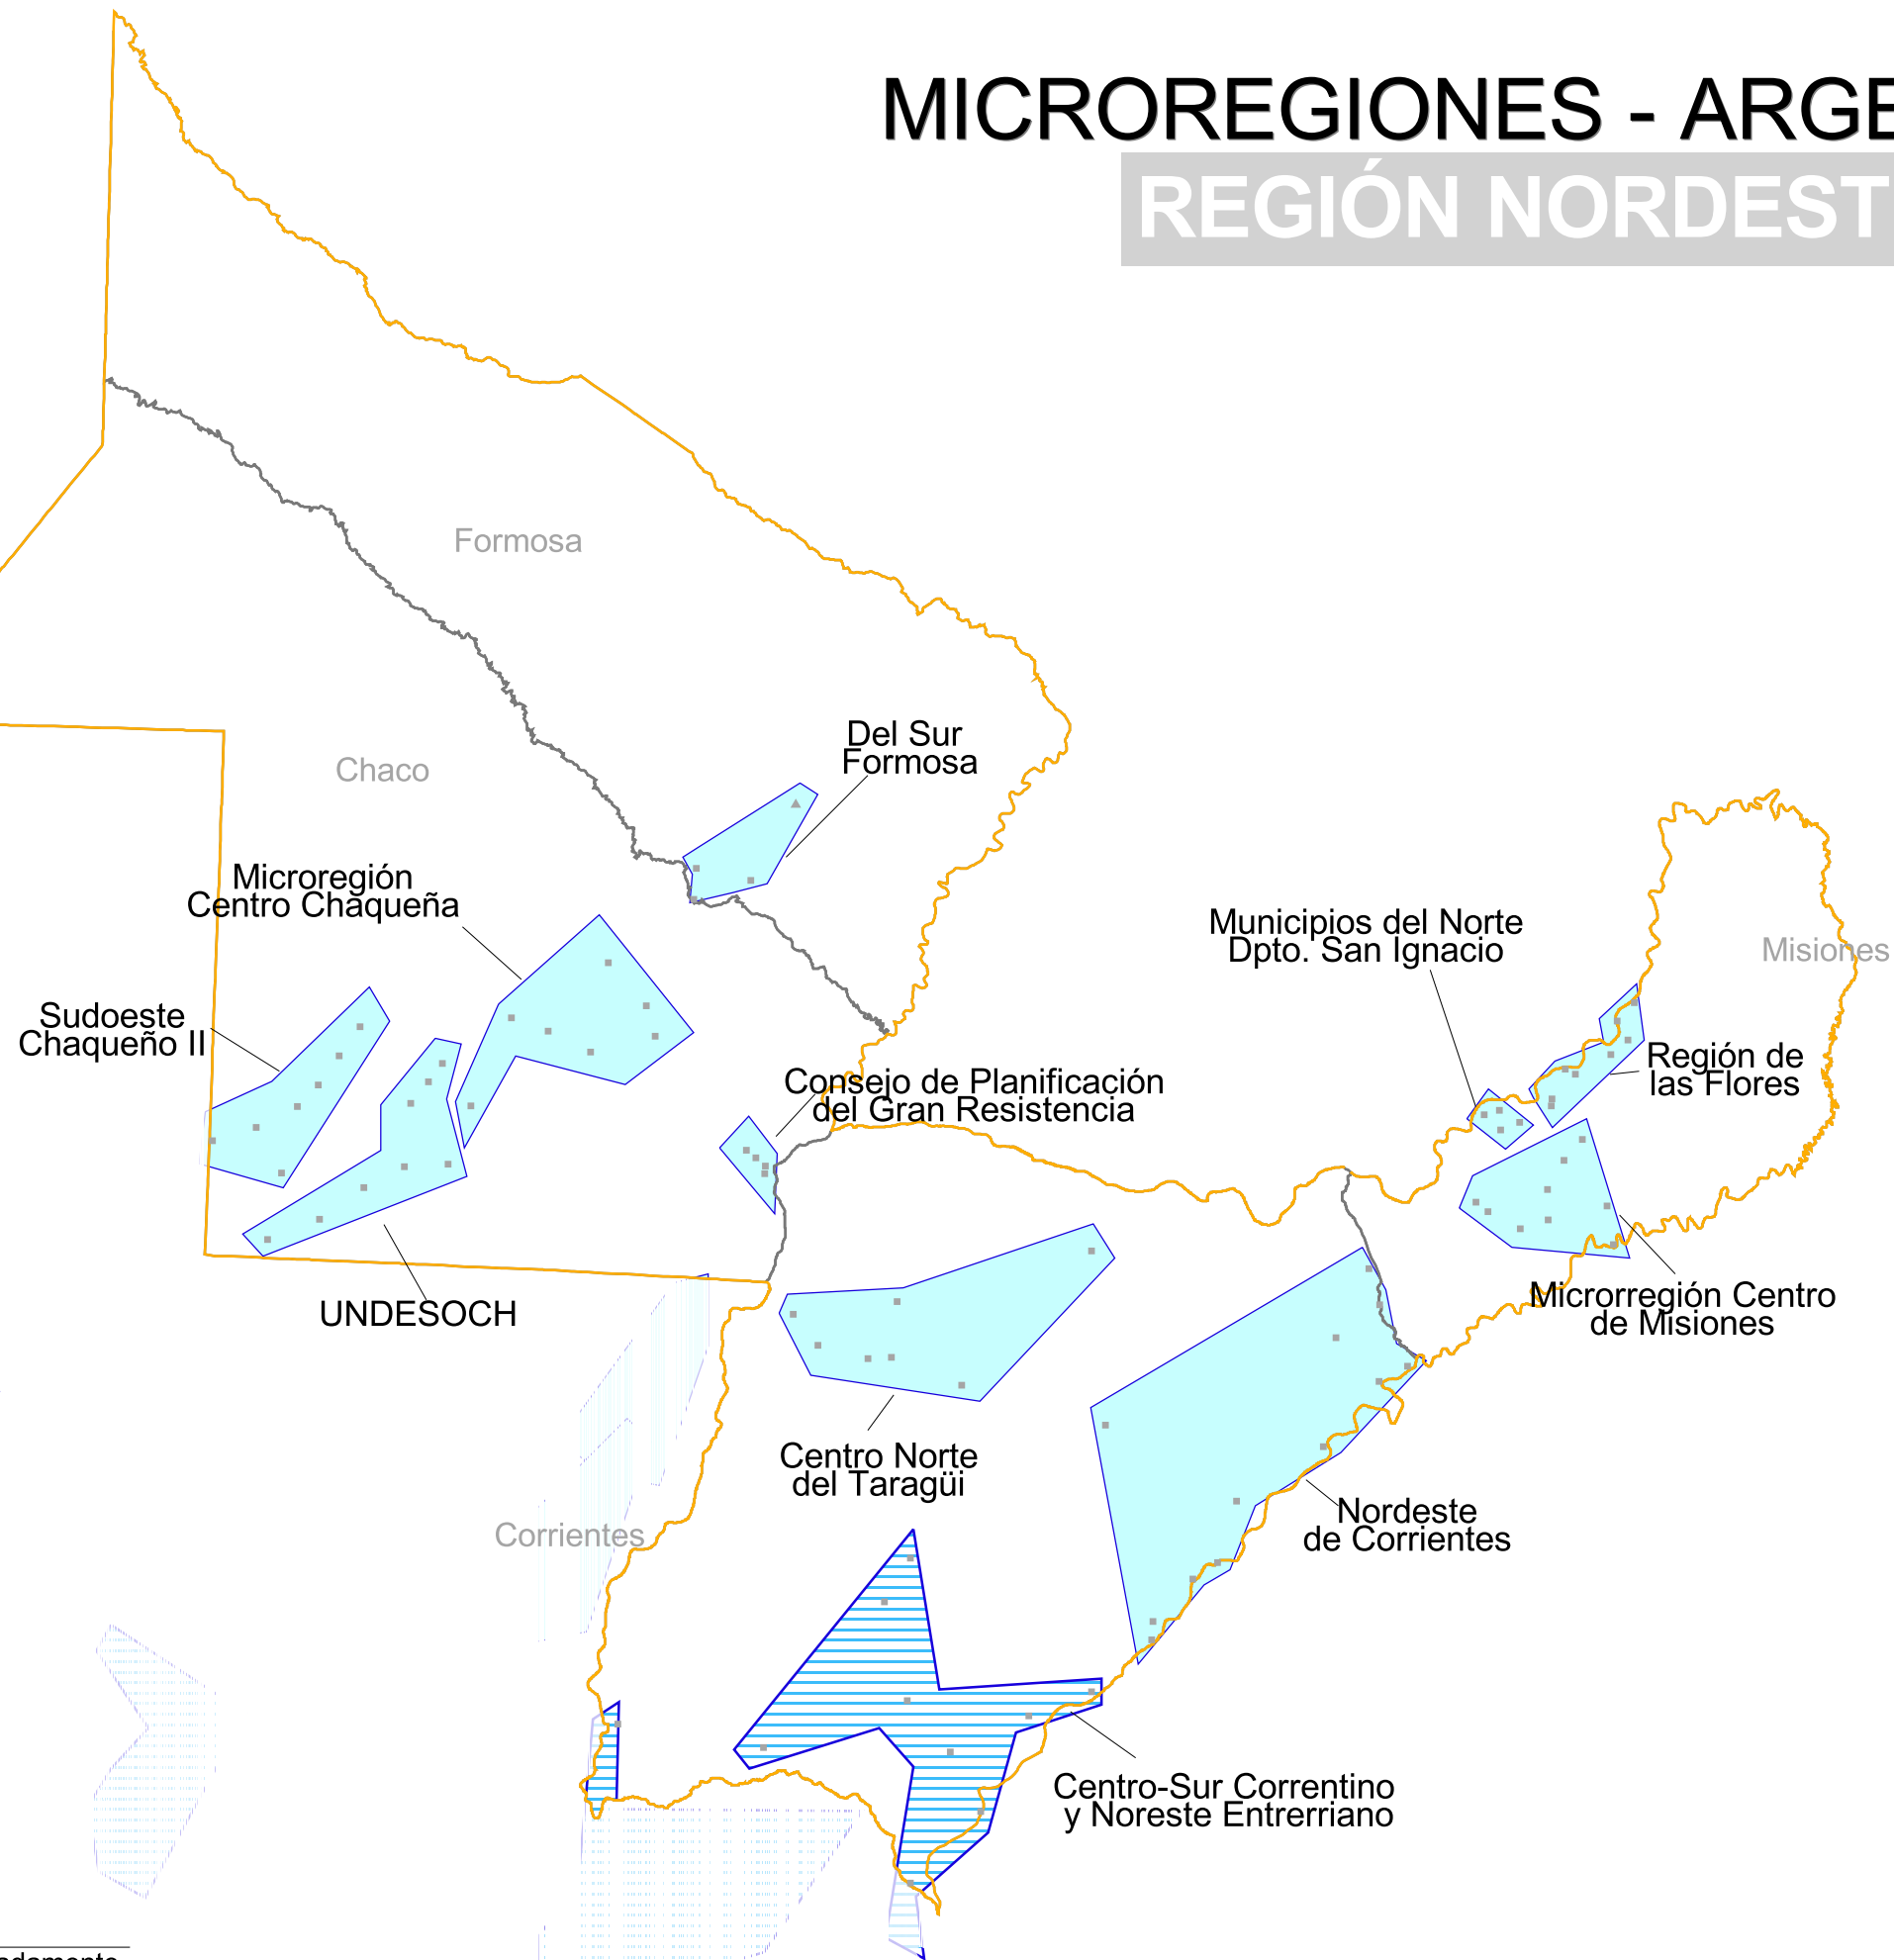 MICROREGIONES - ARGE
REGIÓN NORDEST
Formosa
Del Sur
Formosa
Chaco
Microregión
Centro Chaqueña
Municipios del Norte
Dpto. San Ignacio
Misiones
Sudoeste
Chaqueño II
Región de
las Flores
Consejo de Planificación
del Gran Resistencia
UNDESOCH
Microrregión Centro
de Misiones
Centro Norte
del Taragüi
Nordeste
de Corrientes
Corrientes
Centro-Sur Correntino
y Noreste Entrerriano